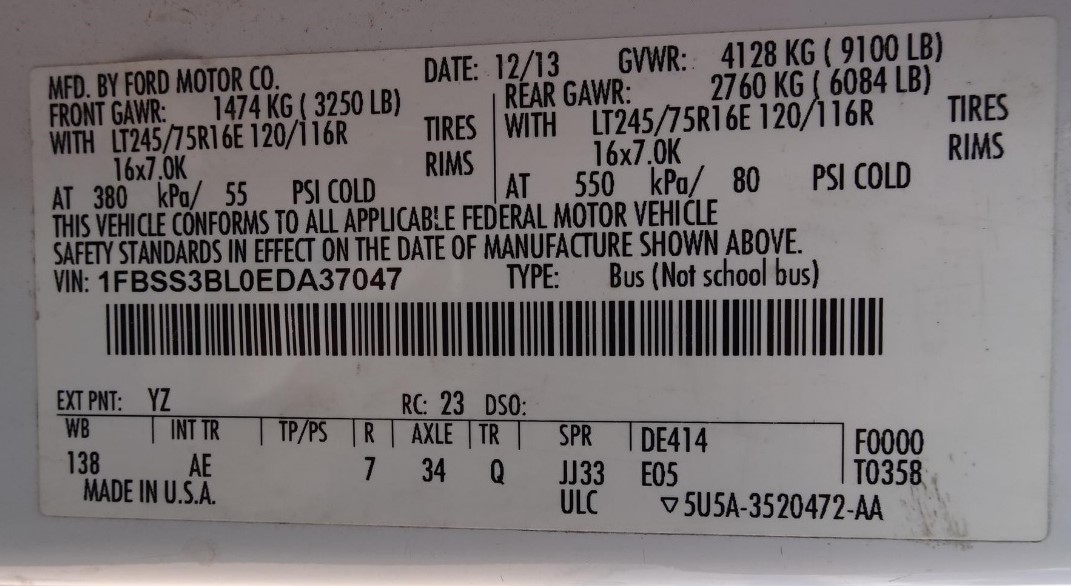 MFD. BY FORD MOTOR CO. DATE: 12/13 GVWR: 4128 KG ( 9100 LB)
FRONT GAWR: 1474 KG ( 3250 LB) REAR GAWR: 2760 KG ( 6084 LB)
WITH LT245/75R16E 120/116R TIRES WITH LT245/75R16E 120/116R TIRES
16x7.0K RIMS 16x7.0K RIMS
AT 380 kPa/ 55 PSI COLD AT 550 kPa/ 80 PSI COLD
THIS VEHICLE CONFORMS TO ALL APPLICABLE FEDERAL MOTOR VEHICLE
SAFETY STANDARDS IN EFFECT ON THE DATE OF MANUFACTURE SHOWN ABOVE.
VIN: 1FBSS3BL0EDA37047 TYPE: Bus (Not school bus)
EXT PNT: YZ RC: 23 DSO:
WB INT TR TP/PS R AXLE TR SPR DE414 F0000
138 AE 7 34 Q JJ33 E05 T0358
MADE IN U.S.A. ULC ▽5U5A-3520472-AA